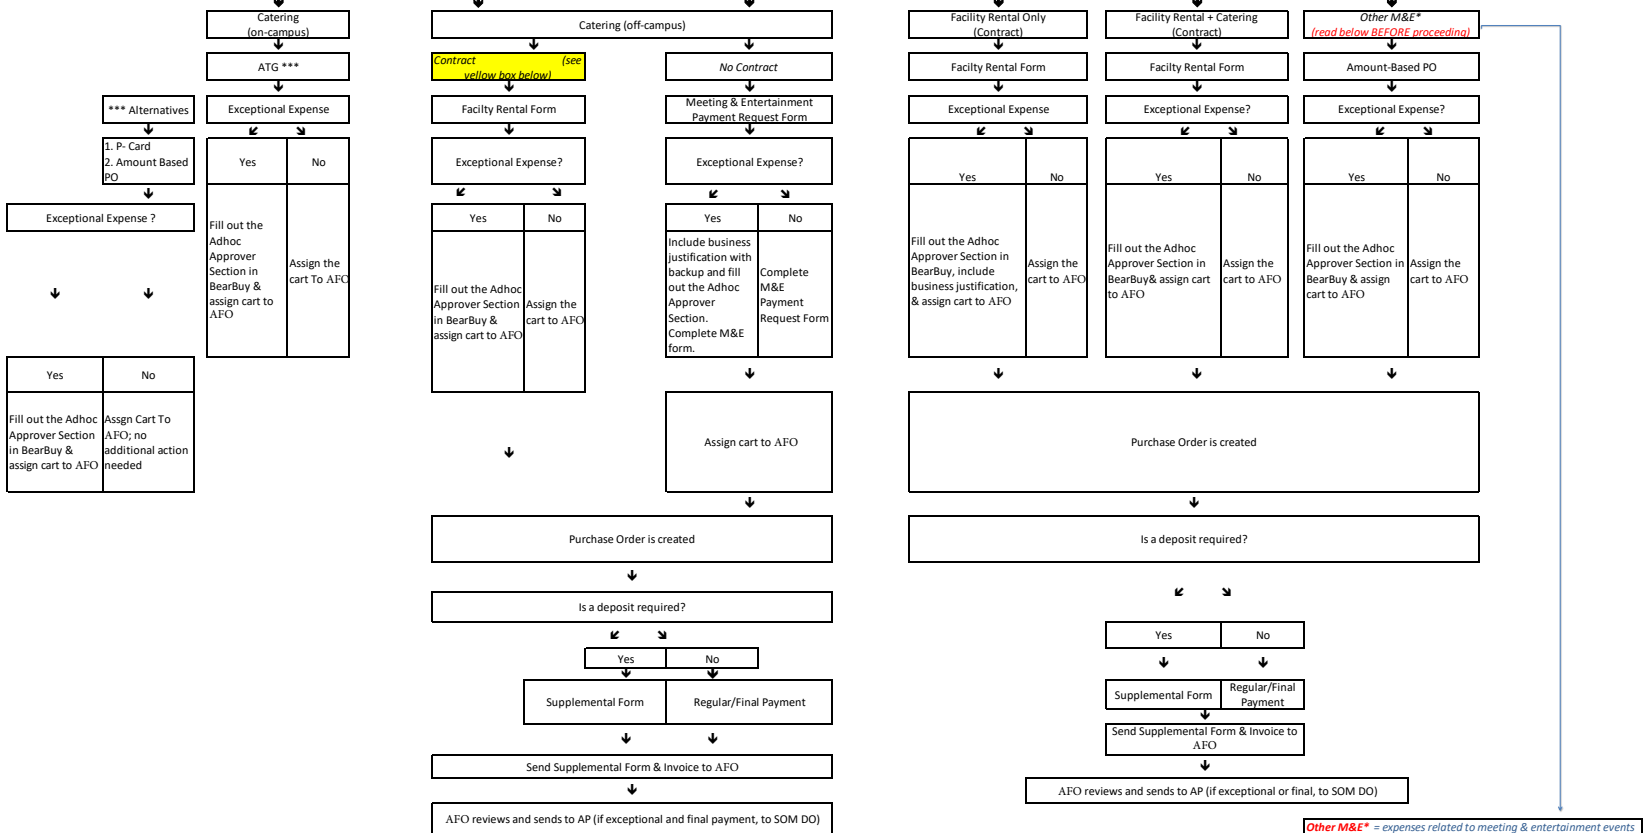 Catering
(on-campus)
Catering (off-campus)
Facility Rental Only
(Contract)
Facility Rental + Catering
(Contract)
Other M&E*
(read below BEFORE proceeding)
ATG ***
Contract (see
yellow box below)
No Contract
Facilty Rental Form
Facilty Rental Form
Amount-Based PO
*** Alternatives
Exceptional Expense
Facilty Rental Form
Meeting & Entertainment
Payment Request Form
Exceptional Expense
Exceptional Expense?
Exceptional Expense?
1. P- Card
2. Amount Based
PO
Yes
No
Exceptional Expense?
Exceptional Expense?
Yes
No
Yes
No
Yes
No
Exceptional Expense ?
Fill out the
Adhoc
Approver
Section in
BearBuy &
assign cart to
AFO
Assign the
cart To AFO
Yes
No
Fill out the Adhoc
Approver Section
in BearBuy &
assign cart to AFO
Assign the
cart to AFO
Yes
No
Include business
justification with
backup and fill
out the Adhoc
Approver
Section.
Complete M&E
form.
Complete
M&E
Payment
Request Form
Fill out the Adhoc
Approver Section in
BearBuy, include
business justification,
& assign cart to AFO
Assign the
cart to AFO
Fill out the Adhoc
Approver Section in
BearBuy& assign cart
to AFO
Assign the
cart to AFO
Fill out the Adhoc
Approver Section in
BearBuy & assign
cart to AFO
Assign the
cart to AFO
Yes
No
Fill out the Adhoc
Approver Section
in BearBuy &
assign cart to AFO
Assgn Cart To
AFO; no
additional action
needed
Assign cart to AFO
Purchase Order is created
Purchase Order is created
Is a deposit required?
Is a deposit required?
Yes
No
Yes
No
Supplemental Form
Regular/Final Payment
Supplemental Form
Regular/Final
Payment
Send Supplemental Form & Invoice to
AFO
Send Supplemental Form & Invoice to AFO
AFO reviews and sends to AP (if exceptional or final, to SOM DO)
AFO reviews and sends to AP (if exceptional and final payment, to SOM DO)
Other M&E* = expenses related to meeting & entertainment events